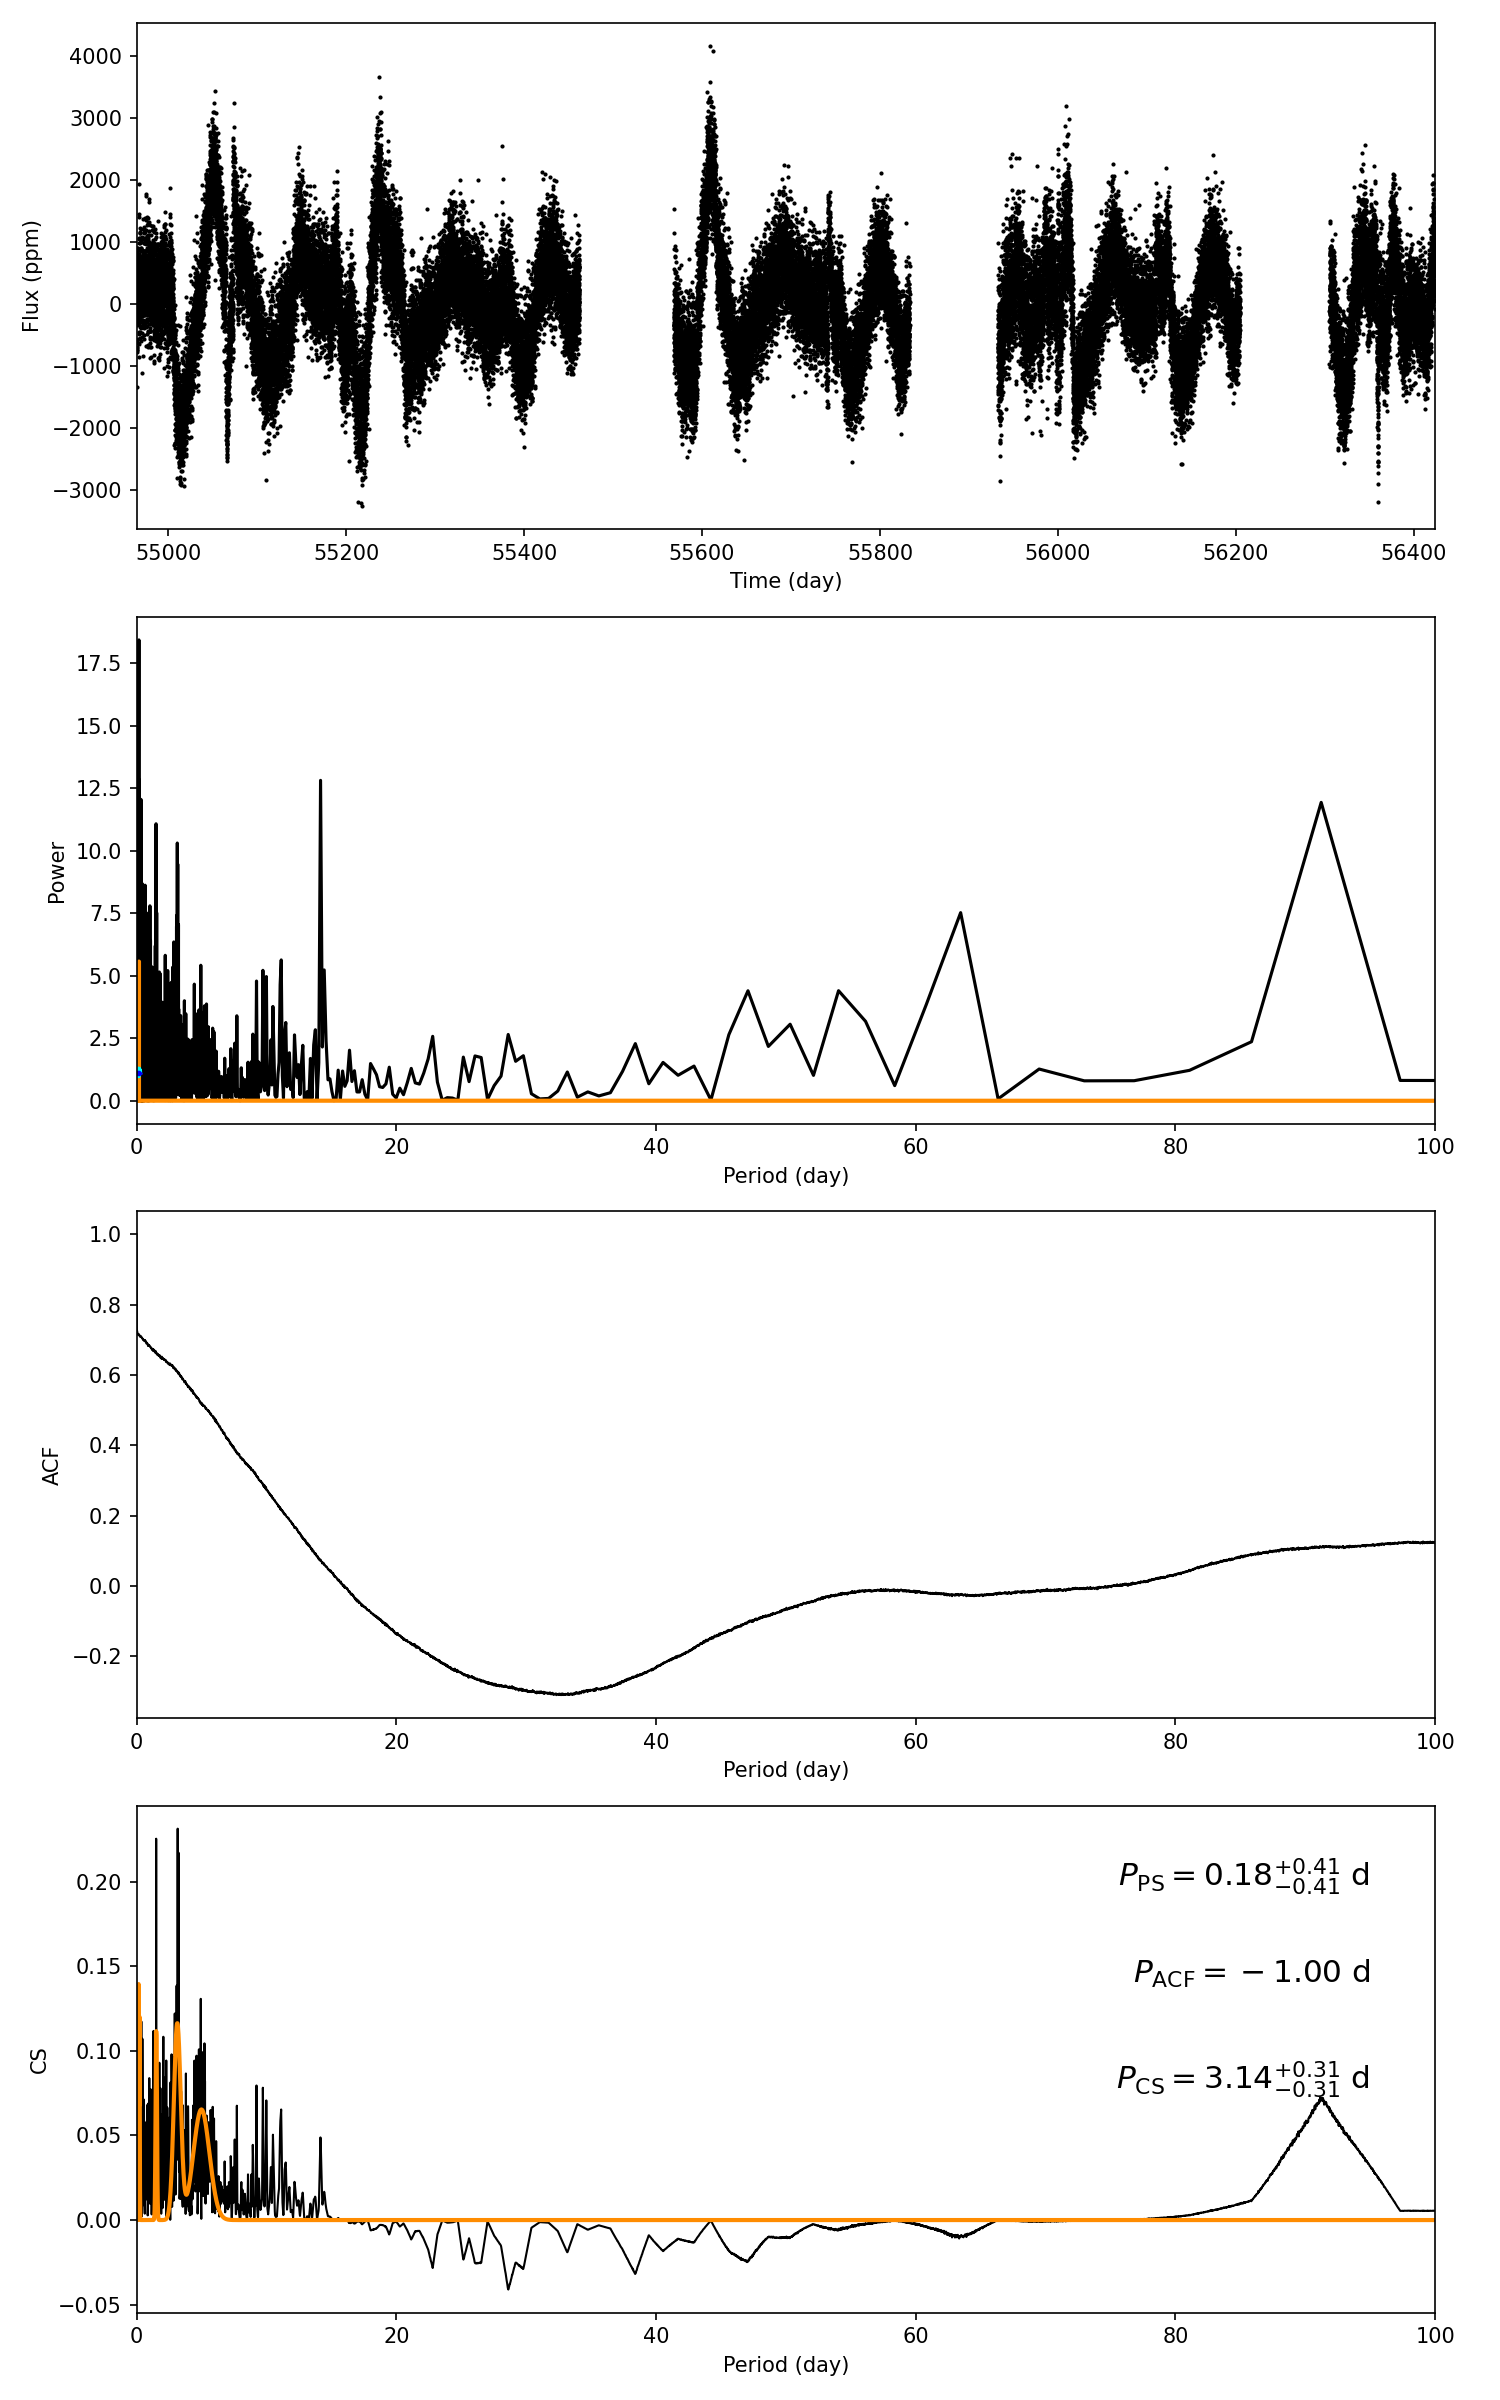 4000
3000
2000
1000
0
−1000
−2000
−3000
Flux (ppm)
55000 55200 55400 55600 55800 56000 56200 56400
Time (day)
17.5
15.0
12.5
10.0
7.5
5.0
2.5
0.0
Power
0 20 40 60 80 100
Period (day)
1.0
0.8
0.6
0.4
0.2
0.0
−0.2
ACF
0 20 40 60 80 100
Period (day)
0.20
0.15
0.10
0.05
0.00
−0.05
CS
P_PS = 0.18^{+0.41}_{−0.41} d
P_ACF = −1.00 d
P_CS = 3.14^{+0.31}_{−0.31} d
0 20 40 60 80 100
Period (day)